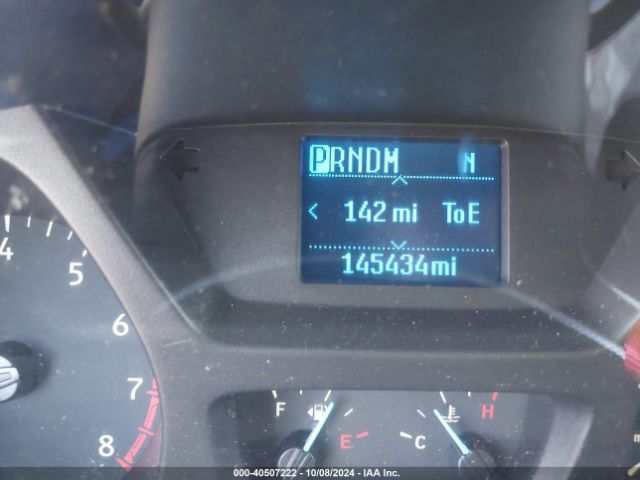 PRNDM N
< 142 mi ToE
145434mi
4
5
6
7
8
F E
C H
000-40507222 - 10/08/2024 - IAA Inc.